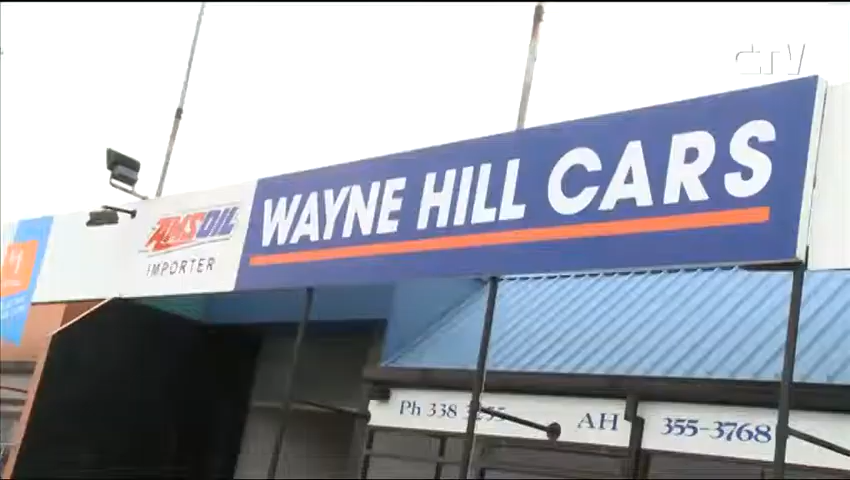 CTV
WAYNE HILL CARS
AMSOIL
IMPORTER
Ph 338
AH 355-3768